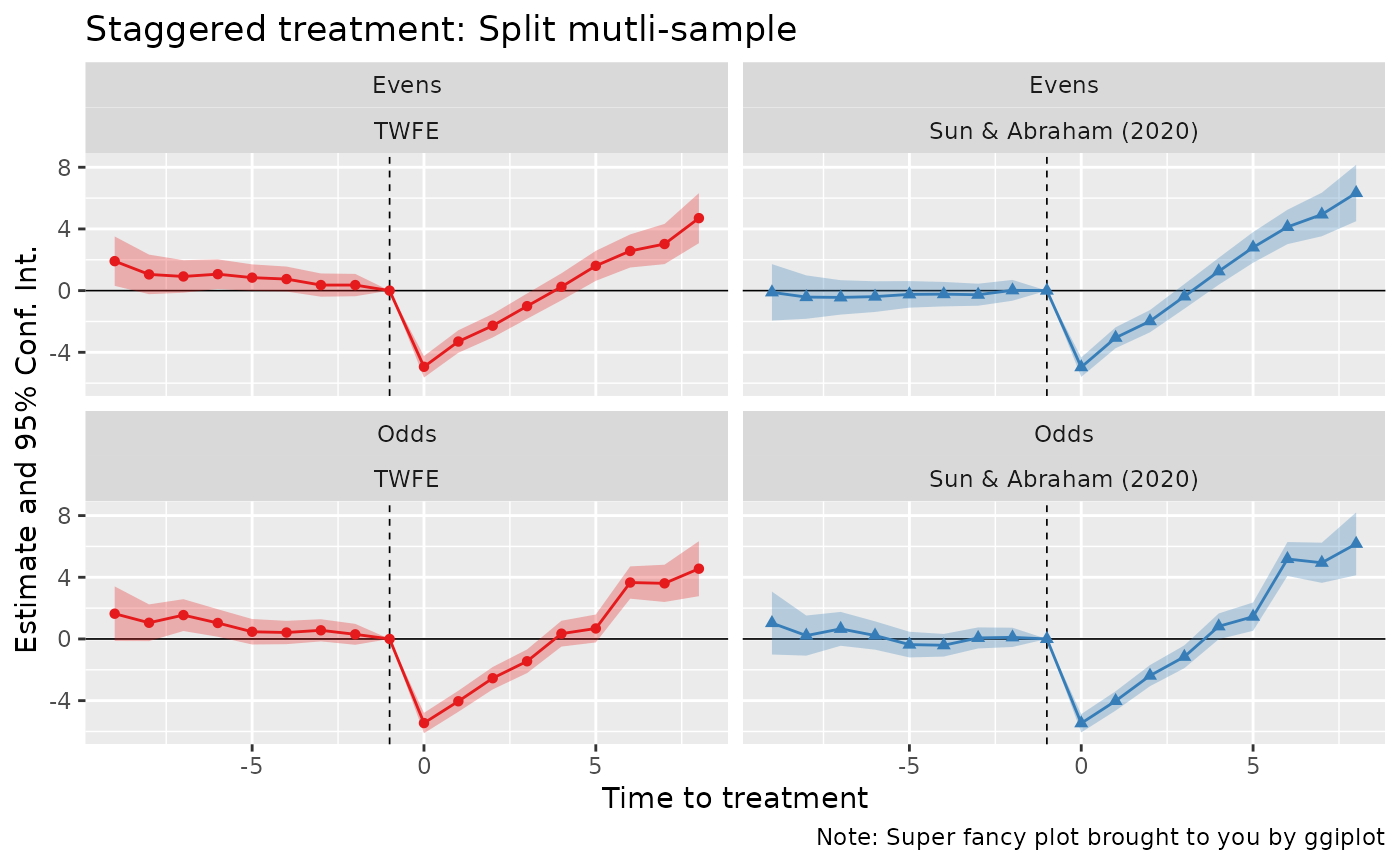 Staggered treatment: Split mutli-sample
Evens
TWFE
Evens
Sun & Abraham (2020)
8
4
0
-4
Odds
TWFE
Odds
Sun & Abraham (2020)
8
4
0
-4
Estimate and 95% Conf. Int.
-5
0
5
-5
0
5
Time to treatment
Note: Super fancy plot brought to you by ggiplot